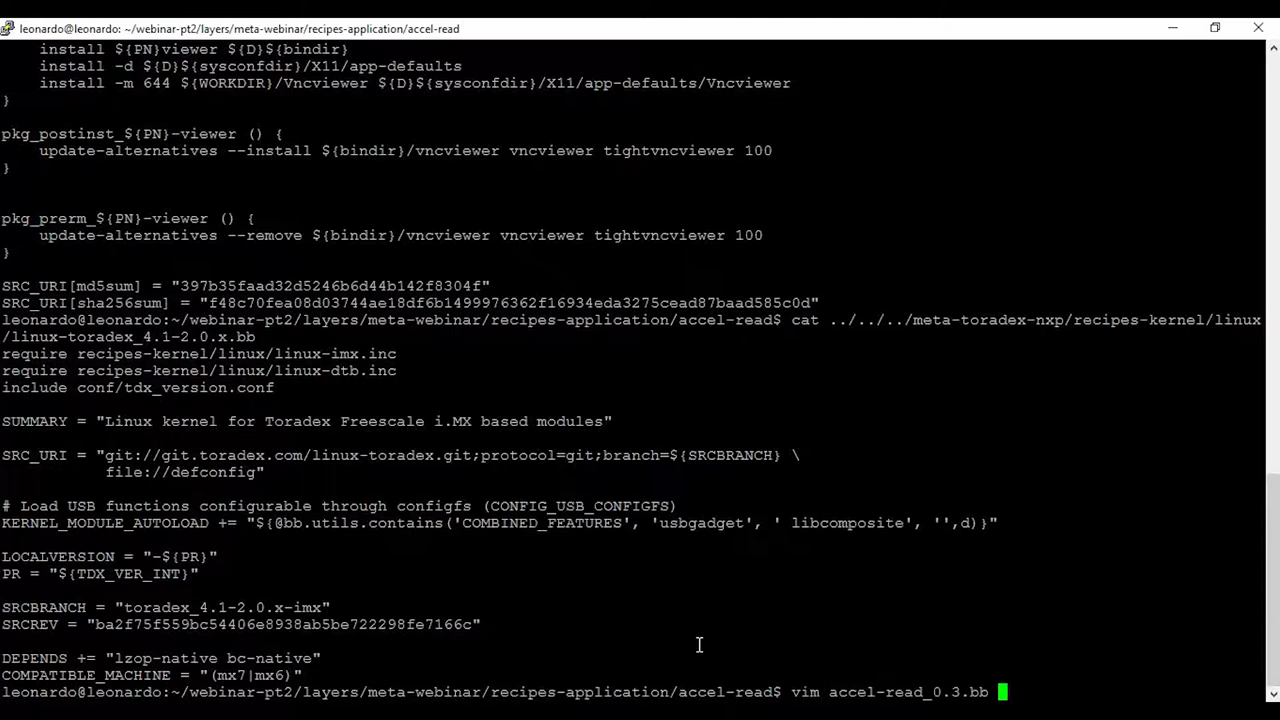 leonardo@leonardo: ~/webinar-pt2/layers/meta-webinar/recipes-application/accel-read
    install ${PN}viewer ${D}${bindir}
    install -d ${D}${sysconfdir}/X11/app-defaults
    install -m 644 ${WORKDIR}/Vncviewer ${D}${sysconfdir}/X11/app-defaults/Vncviewer
}
pkg_postinst_${PN}-viewer () {
    update-alternatives --install ${bindir}/vncviewer vncviewer tightvncviewer 100
}
pkg_prerm_${PN}-viewer () {
    update-alternatives --remove ${bindir}/vncviewer vncviewer tightvncviewer 100
}
SRC_URI[md5sum] = "397b35faad32d5246b6d44b142f8304f"
SRC_URI[sha256sum] = "f48c70fea08d03744ae18df6b1499976362f16934eda3275cead87baad585c0d"
leonardo@leonardo:~/webinar-pt2/layers/meta-webinar/recipes-application/accel-read$ cat ../../../meta-toradex-nxp/recipes-kernel/linux
/linux-toradex_4.1-2.0.x.bb
require recipes-kernel/linux/linux-imx.inc
require recipes-kernel/linux/linux-dtb.inc
include conf/tdx_version.conf
SUMMARY = "Linux kernel for Toradex Freescale i.MX based modules"
SRC_URI = "git://git.toradex.com/linux-toradex.git;protocol=git;branch=${SRCBRANCH} \
           file://defconfig"
# Load USB functions configurable through configfs (CONFIG_USB_CONFIGFS)
KERNEL_MODULE_AUTOLOAD += "${@bb.utils.contains('COMBINED_FEATURES', 'usbgadget', ' libcomposite', '',d)}"
LOCALVERSION = "-${PR}"
PR = "${TDX_VER_INT}"
SRCBRANCH = "toradex_4.1-2.0.x-imx"
SRCREV = "ba2f75f559bc54406e8938ab5be722298fe7166c"
DEPENDS += "lzop-native bc-native"
COMPATIBLE_MACHINE = "(mx7|mx6)"
leonardo@leonardo:~/webinar-pt2/layers/meta-webinar/recipes-application/accel-read$ vim accel-read_0.3.bb